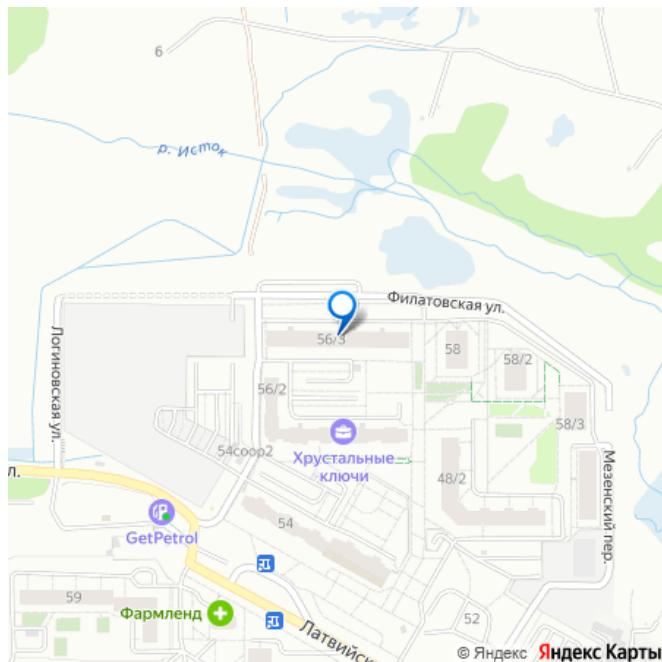 6
р. Исток
Филатовская ул.
56/3
58
58/2
Логиновская ул.
56/2
58/3
54соор2
Хрустальные
ключи
48/2
Мезенский пер.
л.
GetPetrol
54
59
Фармленд
52
Латвийск
© Яндекс Яндекс Карты